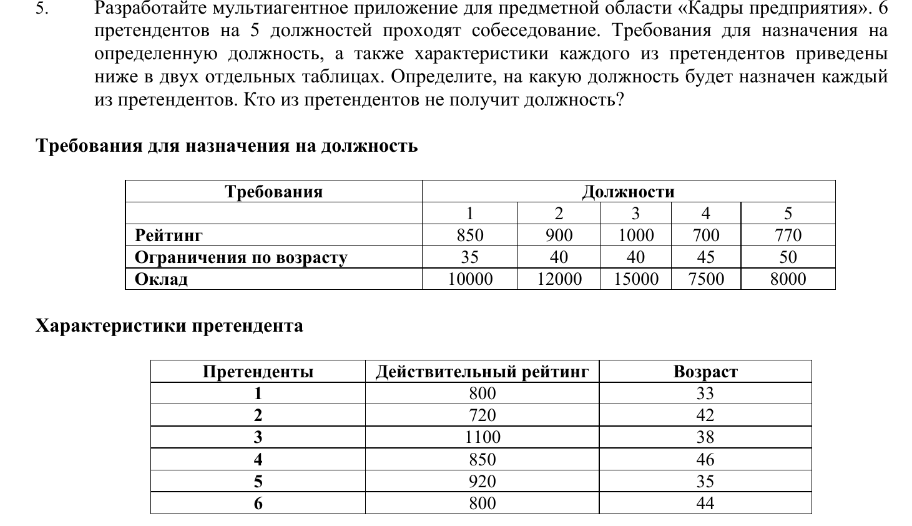 5. Разработайте мультиагентное приложение для предметной области «Кадры предприятия». 6
претендентов на 5 должностей проходят собеседование. Требования для назначения на
определенную должность, а также характеристики каждого из претендентов приведены
ниже в двух отдельных таблицах. Определите, на какую должность будет назначен каждый
из претендентов. Кто из претендентов не получит должность?
Требования для назначения на должность
Требования Должности
1 2 3 4 5
Рейтинг 850 900 1000 700 770
Ограничения по возрасту 35 40 40 45 50
Оклад 10000 12000 15000 7500 8000
Характеристики претендента
Претенденты Действительный рейтинг Возраст
1 800 33
2 720 42
3 1100 38
4 850 46
5 920 35
6 800 44